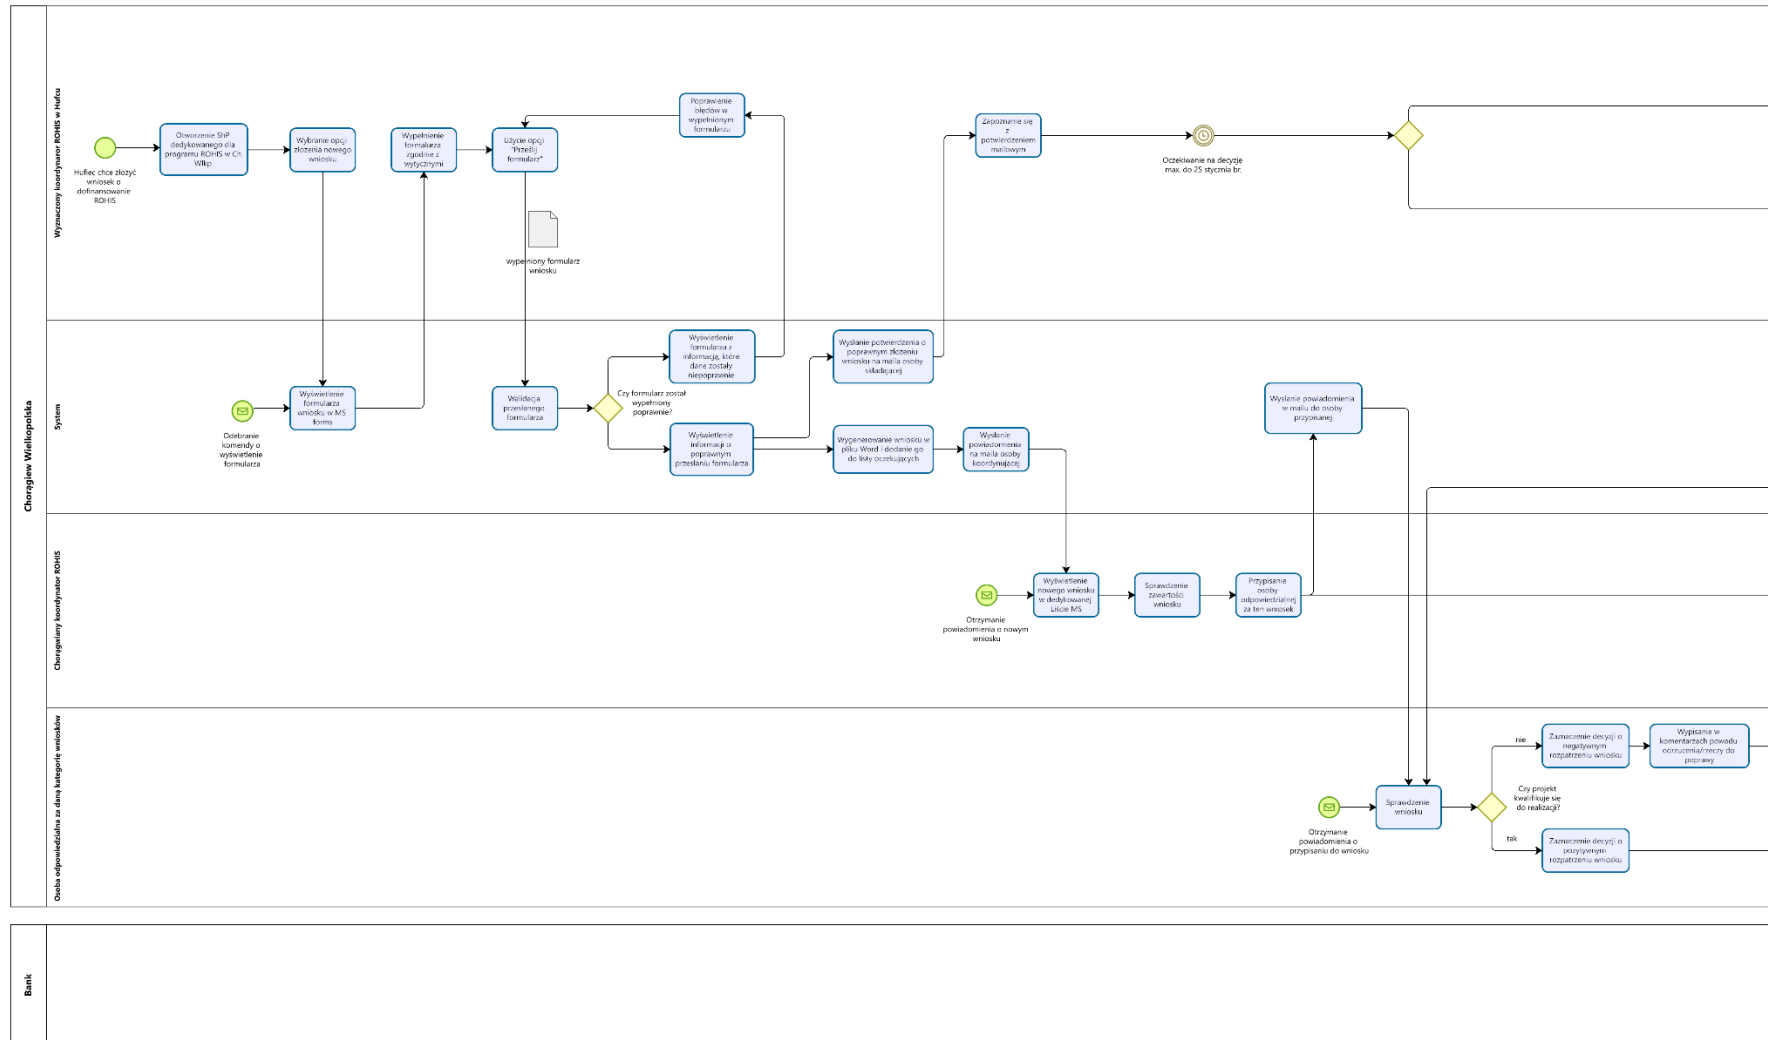 Chorągiew Wielkopolska
Wyznaczony koordynaror ROHIS w Hufcu
Hufiec chce złożyć
wniosek o
dofinansowanie
ROHIS
Otworzenie ShP
dedykowanego dla
programu ROHIS w Ch.
Wlkp.
Wybranie opcji
złożenia nowego
wniosku
Wypełnienie
formalarza
zgodnie z
wytycznymi
Użycie opcji
"Prześlij
formularz"
Poprawienie
błędów w
wypełnionym
formularzu
wypełniony formularz
wniosku
Zapoznanie się
z
potwierdzeniem
mailowym
Oczekiwanie na decyzje
max. do 25 stycznia br.
System
Odebranie
komendy o
wyświetlenie
formularza
Wyświetlenie
formularza
wniosku w MS
forms
Walidacja
przesłanego
formularza
Czy formularz został
wypełniony
poprawnie?
Wyświetlenie
formularza z
informacją, które
dane zostały
niepoprawnie
Wyświetlenie
informacji o
poprawnym
przesłaniu formularza
Wysłanie potwierdzenia o
poprawnym złożeniu
wniosku na maila osoby
składającej
Wygenerowanie wniosku w
pliku Word i dodanie go
do listy oczekujących
Wysłanie
powiadomienia
na maila osoby
koordynującej
Wysłanie powiadomienia
w mailu do osoby
przypisanej
Chorągwiany koordynator ROHIS
Otrzymanie
powiadomienia o nowym
wniosku
Wyświetlenie
nowego wniosku
w dedykowanej
Liście MS
Sprawdzenie
zawartości
wniosku
Przypisanie
osoby
odpowiedzialnej
za ten wniosek
Osoba odpowiedzialna za daną kategorię wniosków
Otrzymanie
powiadomienia o
przypisaniu do wniosku
Sprawdzenie
wniosku
Czy projekt
kwalifikuje się
do realizacji?
nie
Zaznaczenie decyzji o
negatywnym
rozpatrzeniu wniosku
Wypisanie w
komentarzach powodu
odrzucenia/rzeczy do
poprawy
tak
Zaznaczenie decyzji o
pozytywnym
rozpatrzeniu wniosku
Bank